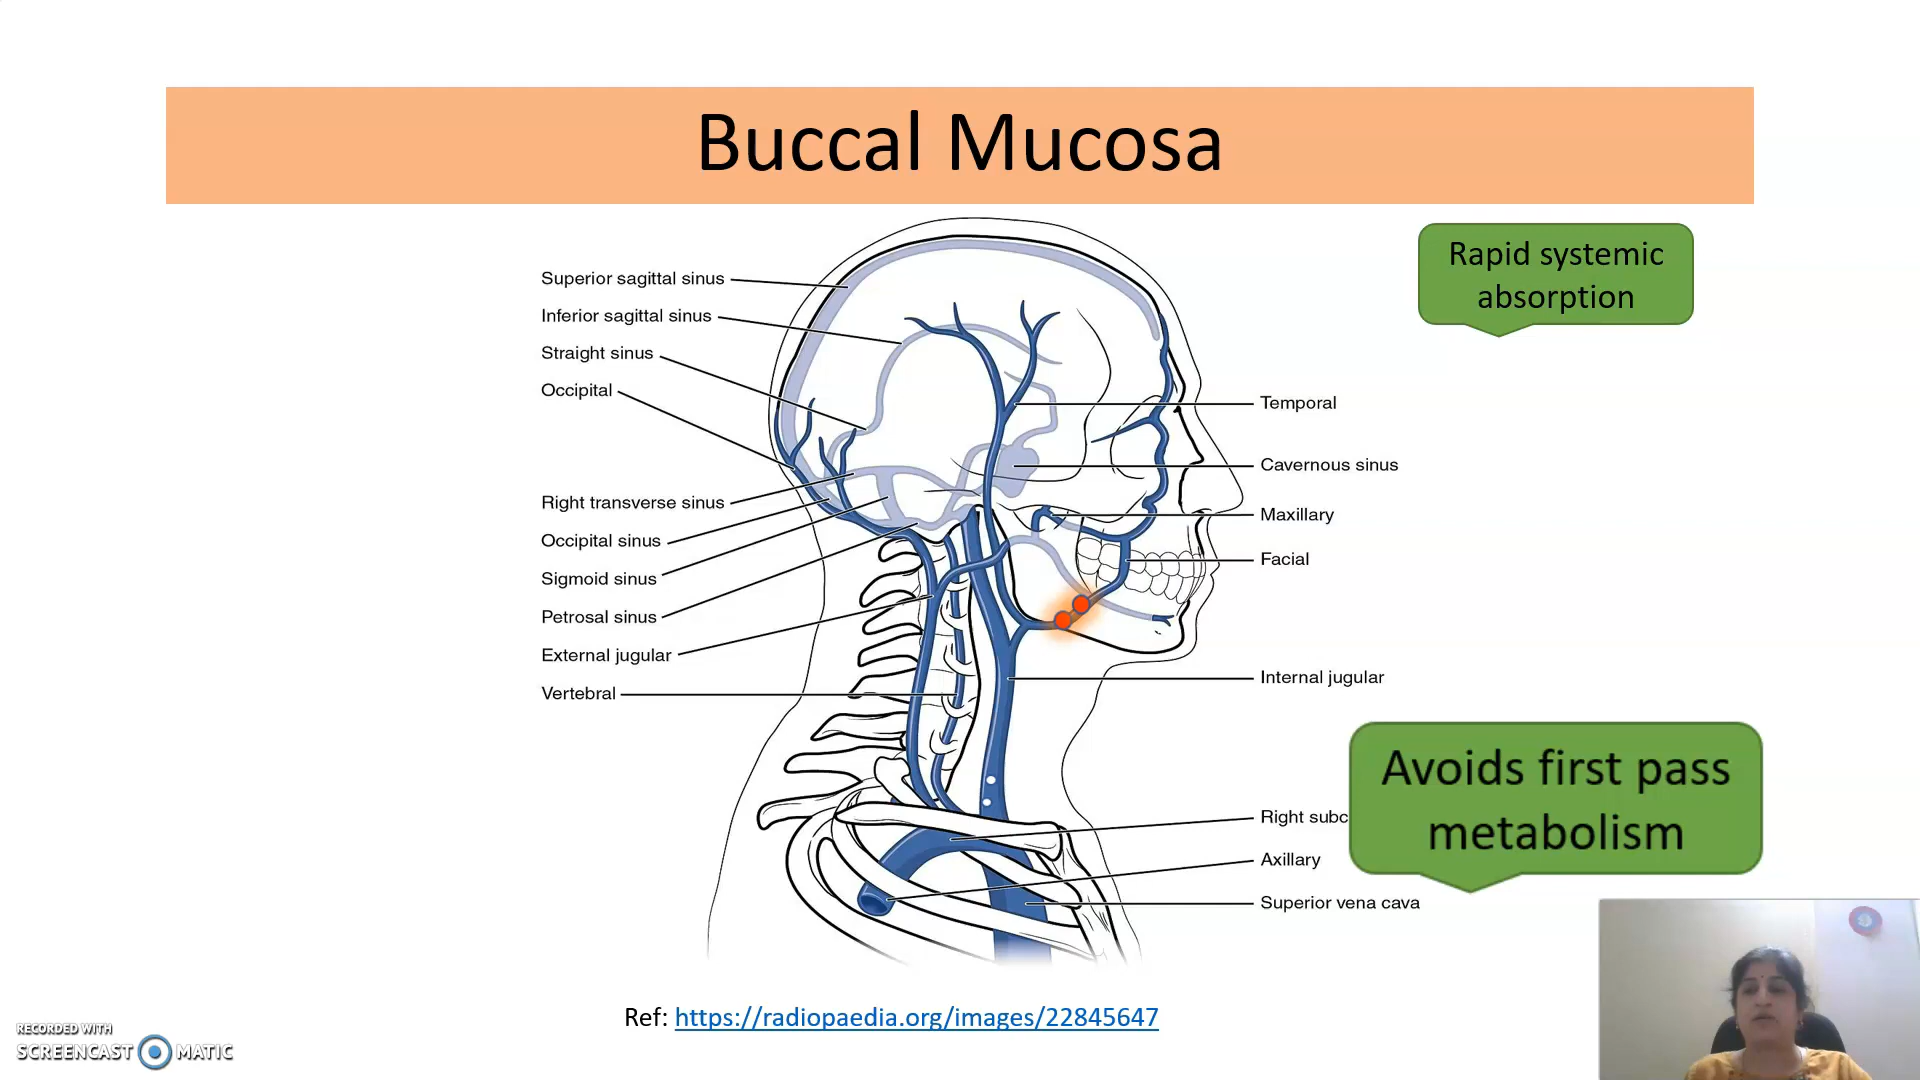 Buccal Mucosa
Rapid systemic
absorption
Superior sagittal sinus
Inferior sagittal sinus
Straight sinus
Occipital
Right transverse sinus
Occipital sinus
Sigmoid sinus
Petrosal sinus
External jugular
Vertebral
Temporal
Cavernous sinus
Maxillary
Facial
Internal jugular
Right subc
Axillary
Superior vena cava
Avoids first pass
metabolism
Ref: https://radiopaedia.org/images/22845647
RECORDED WITH
SCREENCAST MATIC